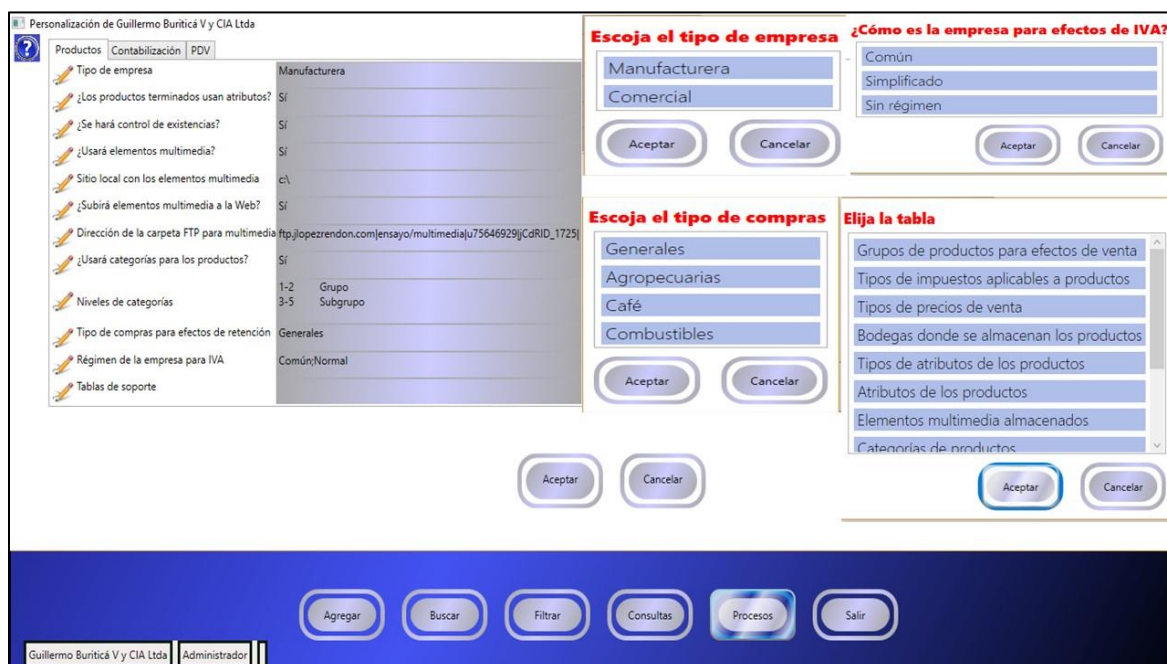 Personalización de Guillermo Buriticá V y CIA Ltda
Productos Contabilización PDV
Tipo de empresa Manufacturera
¿Los productos terminados usan atributos? Sí
¿Se hará control de existencias? Sí
¿Usará elementos multimedia? Sí
Sitio local con los elementos multimedia c:\
¿Subirá elementos multimedia a la Web? Sí
Dirección de la carpeta FTP para multimedia ftp.jlopezrendon.com|ensayo/multimedia|u75646929|jCdRID_1725|
¿Usará categorías para los productos? Sí
Niveles de categorías
1-2 Grupo
3-5 Subgrupo
Tipo de compras para efectos de retención Generales
Régimen de la empresa para IVA Común;Normal
Tablas de soporte
Aceptar Cancelar
Escoja el tipo de empresa
Manufacturera
Comercial
Aceptar Cancelar
¿Cómo es la empresa para efectos de IVA?
Común
Simplificado
Sin régimen
Aceptar Cancelar
Escoja el tipo de compras
Generales
Agropecuarias
Café
Combustibles
Aceptar Cancelar
Elija la tabla
Grupos de productos para efectos de venta
Tipos de impuestos aplicables a productos
Tipos de precios de venta
Bodegas donde se almacenan los productos
Tipos de atributos de los productos
Atributos de los productos
Elementos multimedia almacenados
Categorías de productos
Aceptar Cancelar
Agregar Buscar Filtrar Consultas Procesos Salir
Guillermo Buriticá V y CIA Ltda Administrador